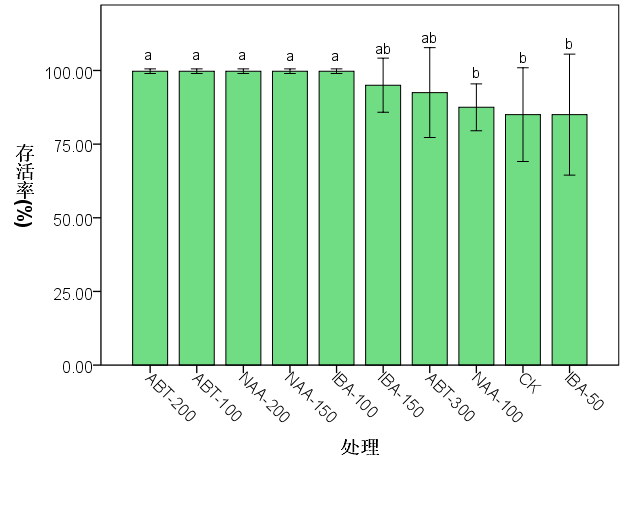 a a a a a ab ab b b b
100.00
75.00
50.00
25.00
0.00
存活率(%)
ABT-200 ABT-100 NAA-200 NAA-150 IBA-100 IBA-150 ABT-300 NAA-100 CK IBA-50
处理